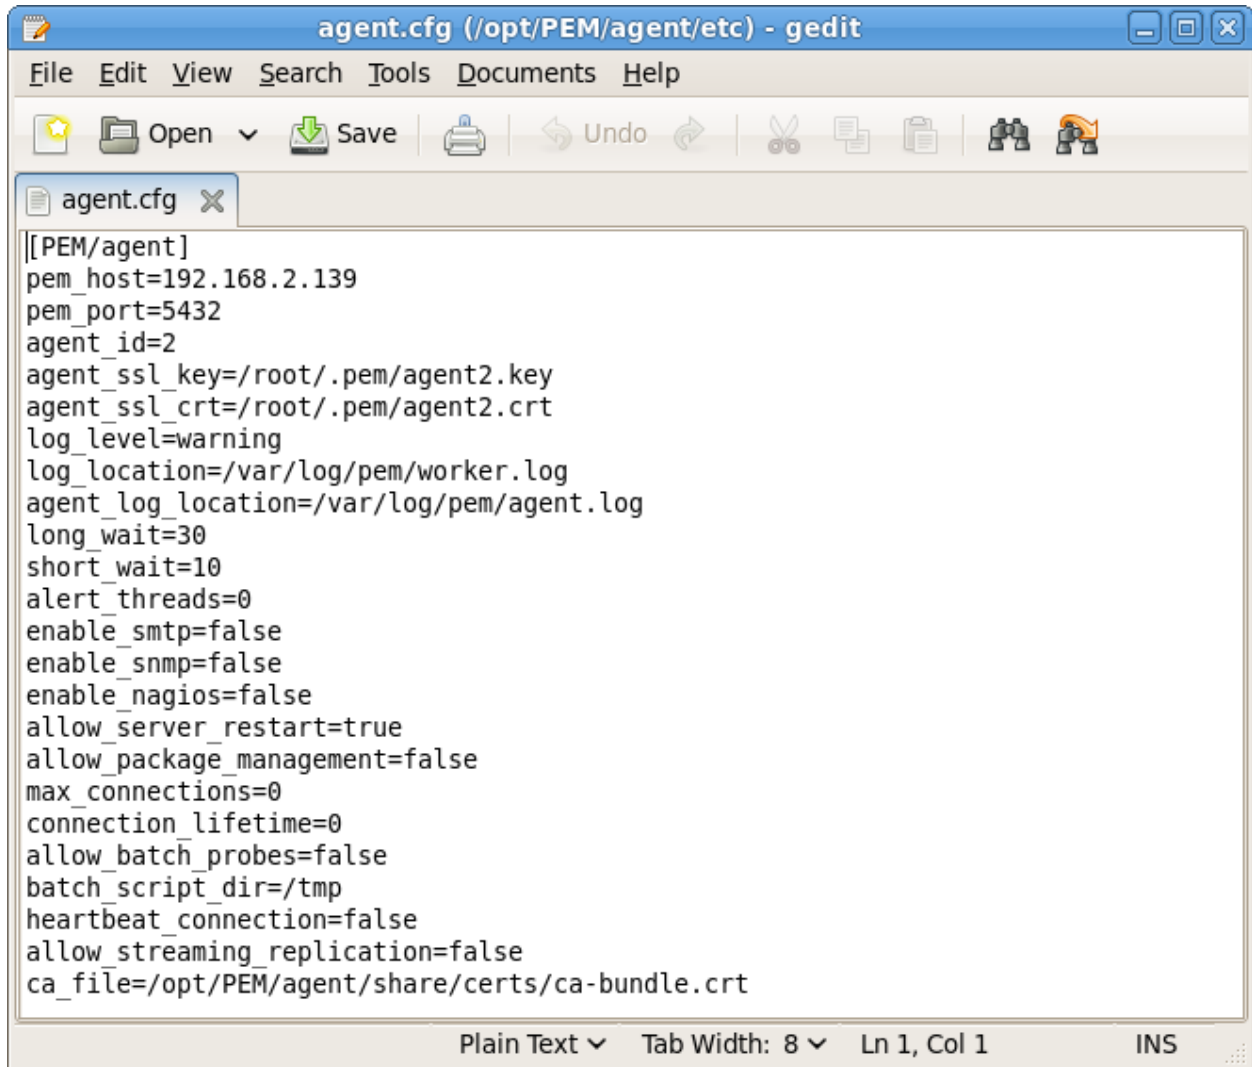 agent.cfg (/opt/PEM/agent/etc) - gedit
File Edit View Search Tools Documents Help
Open Save Undo
agent.cfg
[PEM/agent]
pem_host=192.168.2.139
pem_port=5432
agent_id=2
agent_ssl_key=/root/.pem/agent2.key
agent_ssl_crt=/root/.pem/agent2.crt
log_level=warning
log_location=/var/log/pem/worker.log
agent_log_location=/var/log/pem/agent.log
long_wait=30
short_wait=10
alert_threads=0
enable_smtp=false
enable_snmp=false
enable_nagios=false
allow_server_restart=true
allow_package_management=false
max_connections=0
connection_lifetime=0
allow_batch_probes=false
batch_script_dir=/tmp
heartbeat_connection=false
allow_streaming_replication=false
ca_file=/opt/PEM/agent/share/certs/ca-bundle.crt
Plain Text Tab Width: 8 Ln 1, Col 1 INS